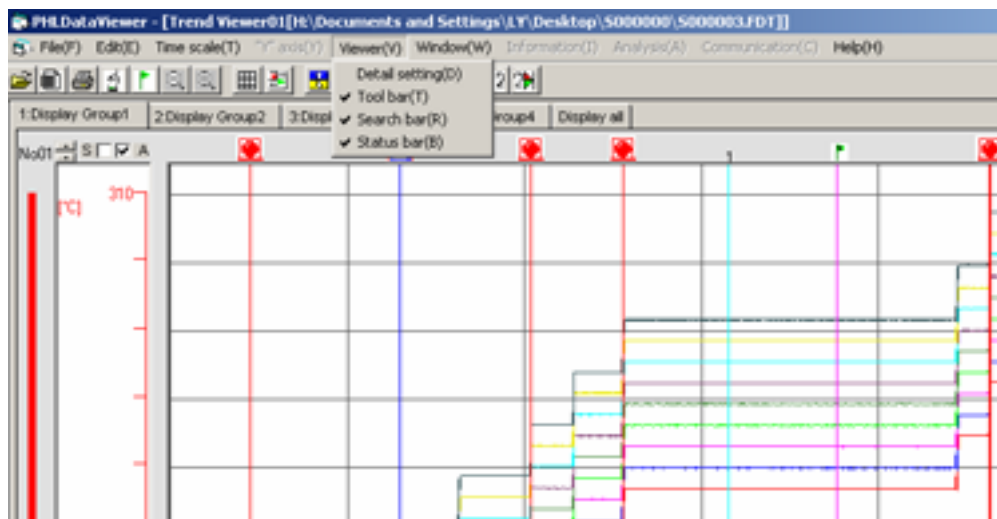 PHLDataViewer - [Trend Viewer01[H:\Documents and Settings\LY\Desktop\S000000\S000003.FDT]]
File(F) Edit(E) Time scale(T) "Y" axis(Y) Viewer(V) Window(W) Information(I) Analysis(A) Communication(C) Help(H)
Detail setting(D)
Tool bar(T)
Search bar(R)
Status bar(B)
1:Display Group1 2:Display Group2 3:Displ roup4 Display all
No01 S A
1
310
[°C]